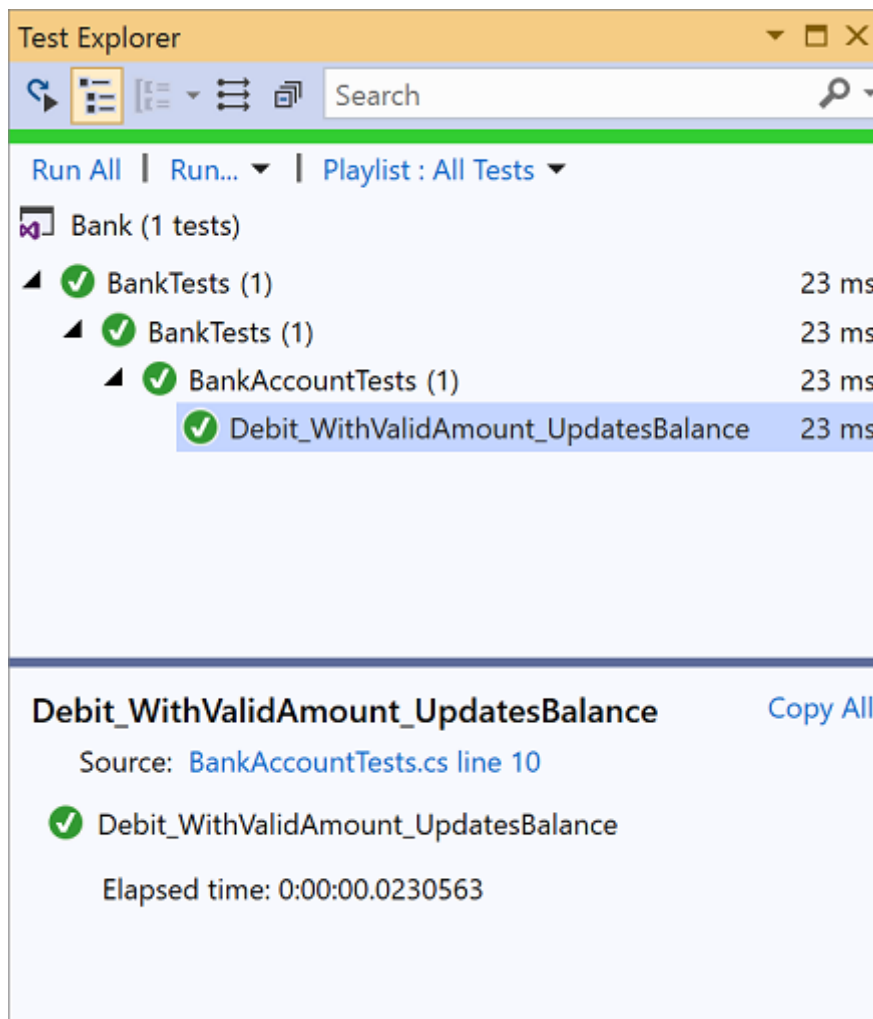 Test Explorer
Search
Run All | Run... | Playlist : All Tests
Bank (1 tests)
BankTests (1) 23 ms
BankTests (1) 23 ms
BankAccountTests (1) 23 ms
Debit_WithValidAmount_UpdatesBalance 23 ms
Debit_WithValidAmount_UpdatesBalance Copy All
Source: BankAccountTests.cs line 10
Debit_WithValidAmount_UpdatesBalance
Elapsed time: 0:00:00.0230563